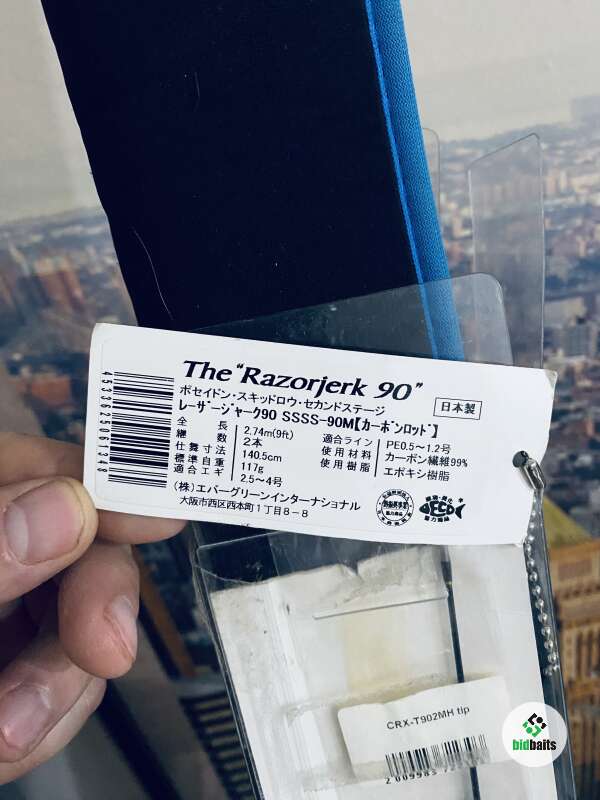 The "Razorjerk 90"
ポセイドン・スキッドロウ・セカンドステージ
日本製
レーザージャーク90 SSSS-90M【カーボンロッド】
全長 2.74m(9ft)
継数 2本
仕舞寸法 140.5cm
標準自重 117g
適合エギ 2.5～4号
適合ライン PE0.5～1.2号
使用材料 カーボン繊維99%
使用樹脂 エポキシ樹脂
(株)エバーグリーンインターナショナル
大阪市西区西本町1丁目8-8
4533625061349
CRX-T902MH tip
bidbaits